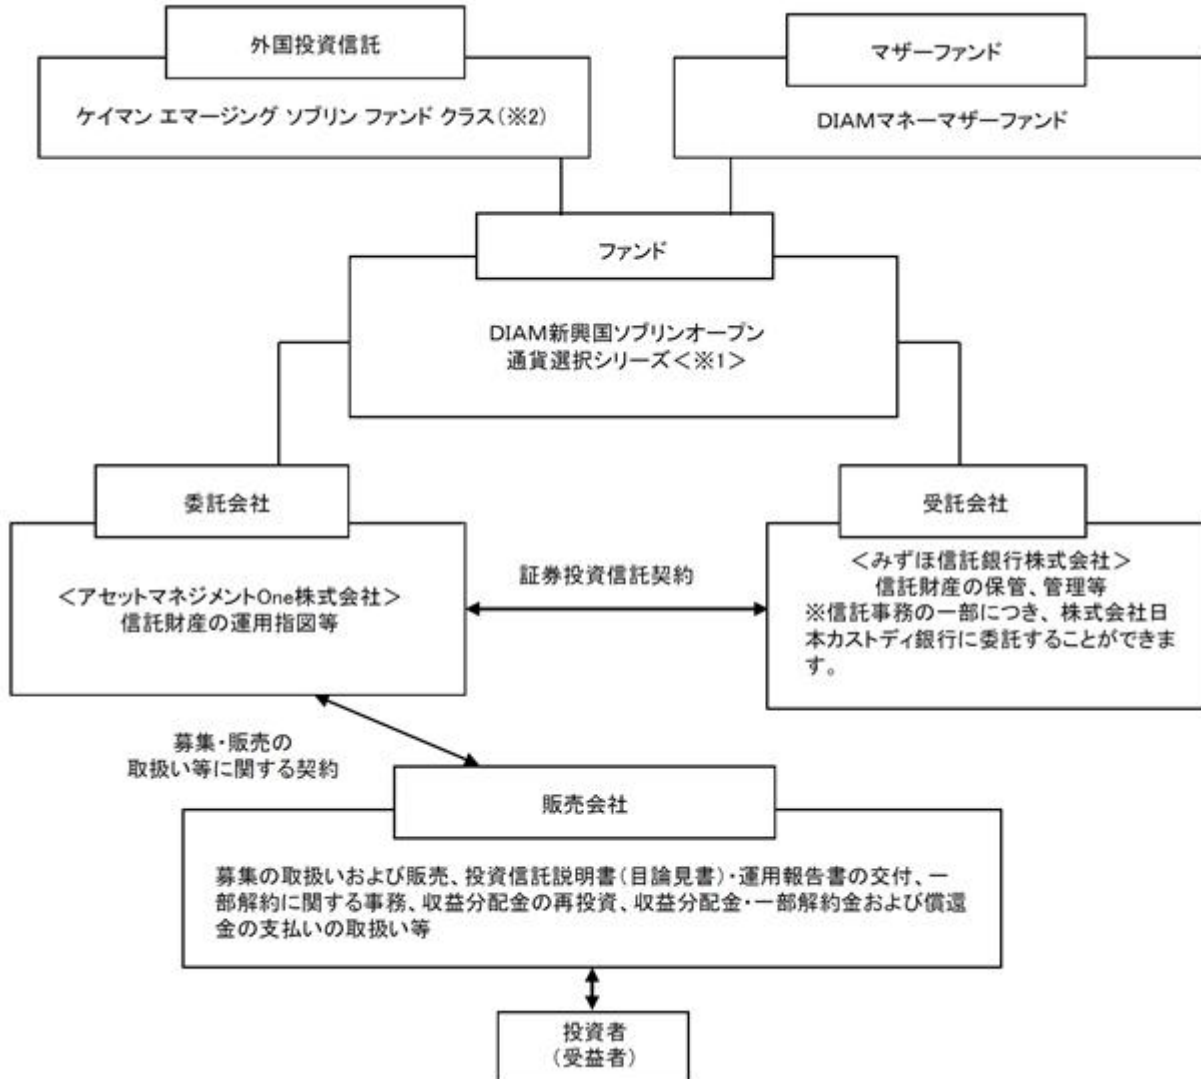 外国投資信託
ケイマン エマージング ソブリン ファンド クラス(※2)
マザーファンド
DIAMマネーマザーファンド
ファンド
DIAM新興国ソブリンオープン
通貨選択シリーズ<※1>
委託会社
<アセットマネジメントOne株式会社>
信託財産の運用指図等
証券投資信託契約
受託会社
<みずほ信託銀行株式会社>
信託財産の保管、管理等
※信託事務の一部につき、株式会社日
本カストディ銀行に委託することができま
す。
募集・販売の
取扱い等に関する契約
販売会社
募集の取扱いおよび販売、投資信託説明書(目論見書)・運用報告書の交付、一
部解約に関する事務、収益分配金の再投資、収益分配金・一部解約金および償還
金の支払いの取扱い等
投資者
(受益者)